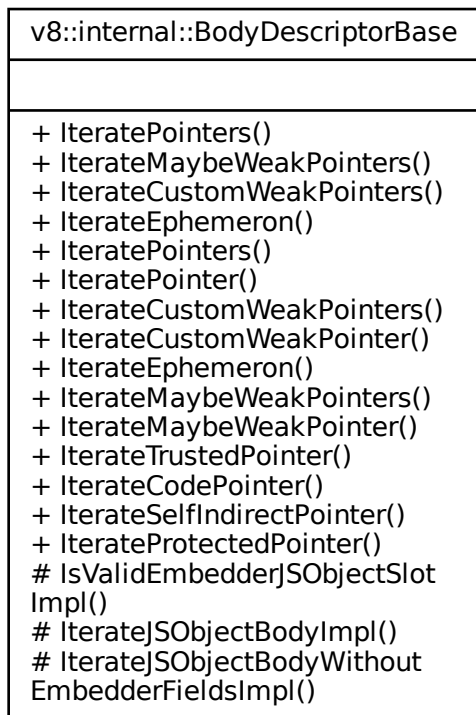 v8::internal::BodyDescriptorBase
+ IteratePointers()
+ IterateMaybeWeakPointers()
+ IterateCustomWeakPointers()
+ IterateEphemeron()
+ IteratePointers()
+ IteratePointer()
+ IterateCustomWeakPointers()
+ IterateCustomWeakPointer()
+ IterateEphemeron()
+ IterateMaybeWeakPointers()
+ IterateMaybeWeakPointer()
+ IterateTrustedPointer()
+ IterateCodePointer()
+ IterateSelfIndirectPointer()
+ IterateProtectedPointer()
# IsValidEmbedderJSObjectSlot
Impl()
# IterateJSObjectBodyImpl()
# IterateJSObjectBodyWithout
EmbedderFieldsImpl()